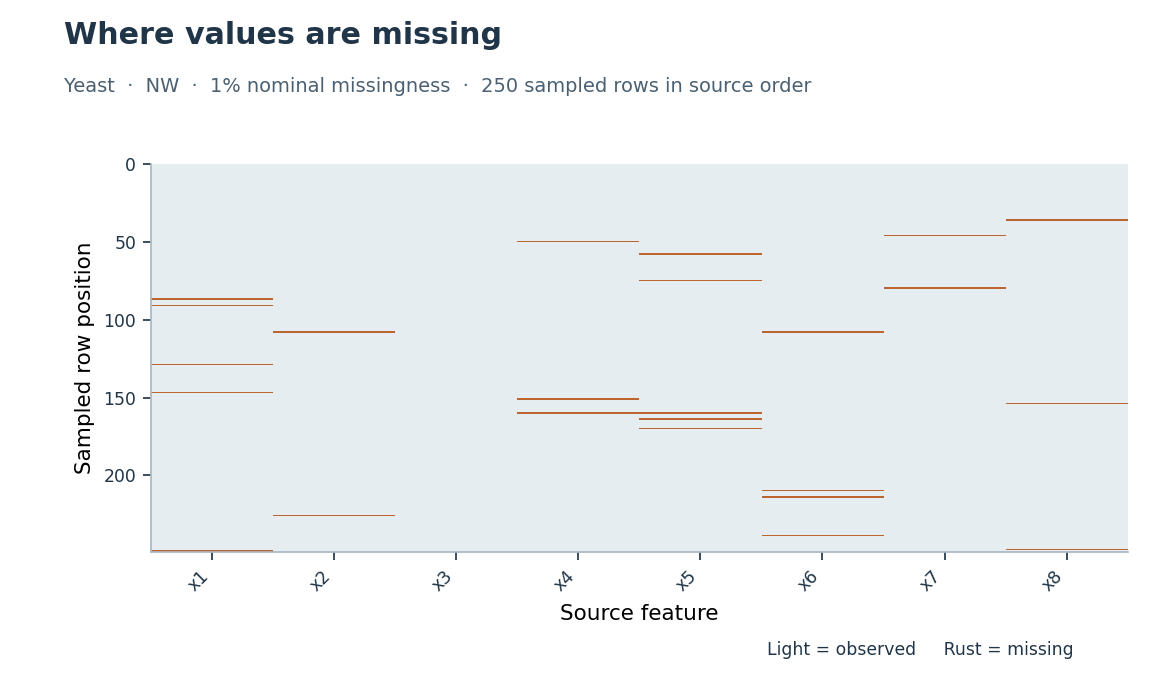 Where values are missing
Yeast · NW · 1% nominal missingness · 250 sampled rows in source order
0
50
100
150
200
Sampled row position
x1 x2 x3 x4 x5 x6 x7 x8
Source feature
Light = observed Rust = missing